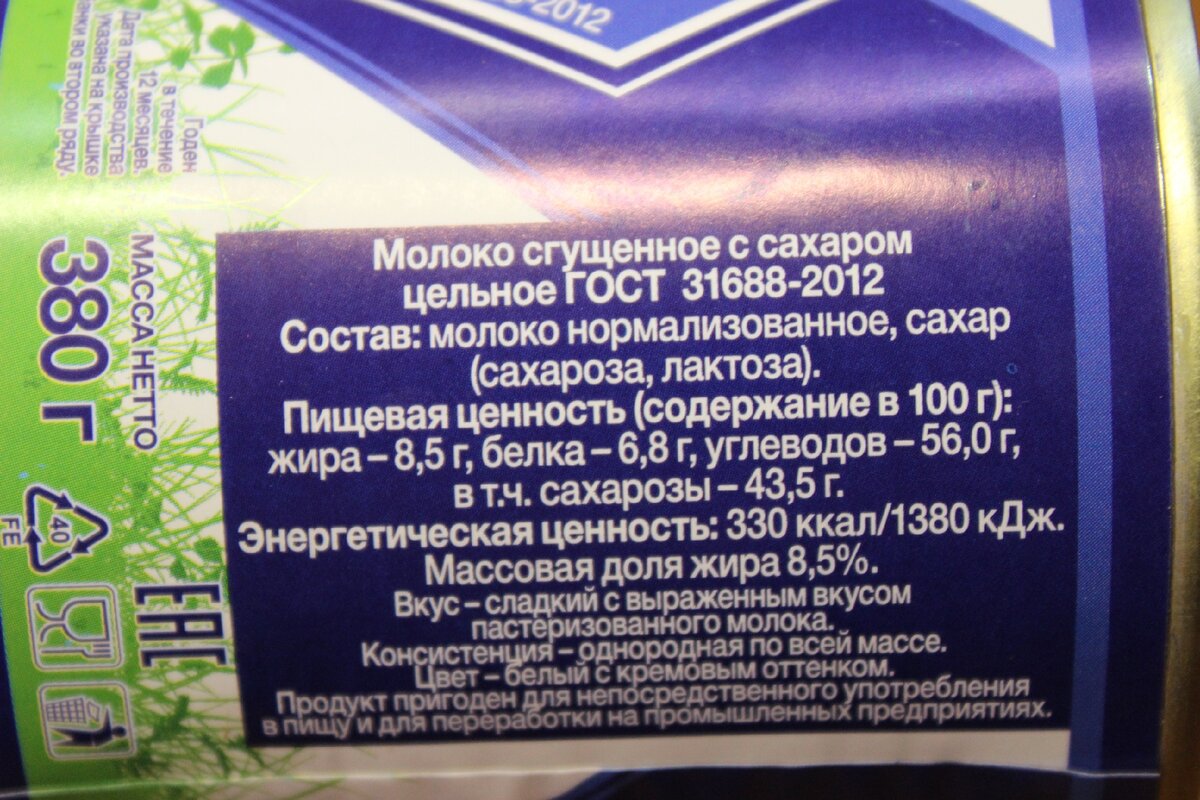 -2012
Годен
в течение
12 месяцев.
Дата производства
указана на крышке
банки во втором ряду.
МАССА НЕТТО
380 г
Молоко сгущенное с сахаром
цельное ГОСТ 31688-2012
Состав: молоко нормализованное, сахар
(сахароза, лактоза).
Пищевая ценность (содержание в 100 г):
жира – 8,5 г, белка – 6,8 г, углеводов – 56,0 г,
в т.ч. сахарозы – 43,5 г.
Энергетическая ценность: 330 ккал/1380 кДж.
Массовая доля жира 8,5%.
Вкус – сладкий с выраженным вкусом
пастеризованного молока.
Консистенция – однородная по всей массе.
Цвет – белый с кремовым оттенком.
Продукт пригоден для непосредственного употребления
в пищу и для переработки на промышленных предприятиях.
40
FE
EAC